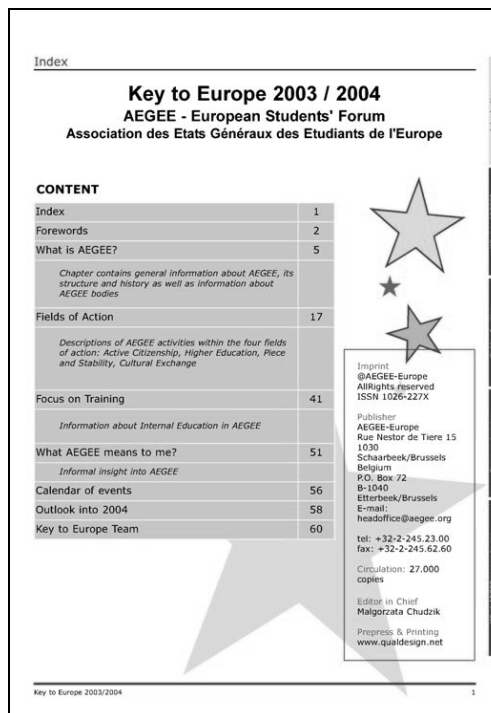 Index
Key to Europe 2003 / 2004
AEGEE - European Students' Forum
Association des Etats Généraux des Etudiants de l'Europe
CONTENT
Index 1
Forewords 2
What is AEGEE? 5
Chapter contains general information about AEGEE, its
structure and history as well as information about
AEGEE bodies
Fields of Action 17
Descriptions of AEGEE activities within the four fields
of action: Active Citizenship, Higher Education, Piece
and Stability, Cultural Exchange
Focus on Training 41
Information about Internal Education in AEGEE
What AEGEE means to me? 51
Informal insight into AEGEE
Calendar of events 56
Outlook into 2004 58
Key to Europe Team 60
Imprint
@AEGEE-Europe
AllRights reserved
ISSN 1026-227X
Publisher
AEGEE-Europe
Rue Nestor de Tiere 15
1030
Schaarbeek/Brussels
Belgium
P.O. Box 72
B-1040
Etterbeek/Brussels
E-mail:
headoffice@aegee.org
tel: +32-2-245.23.00
fax: +32-2-245.62.60
Circulation: 27.000
copies
Editor in Chief
Malgorzata Chudzik
Prepress & Printing
www.qualdesign.net
Key to Europe 2003/2004 1